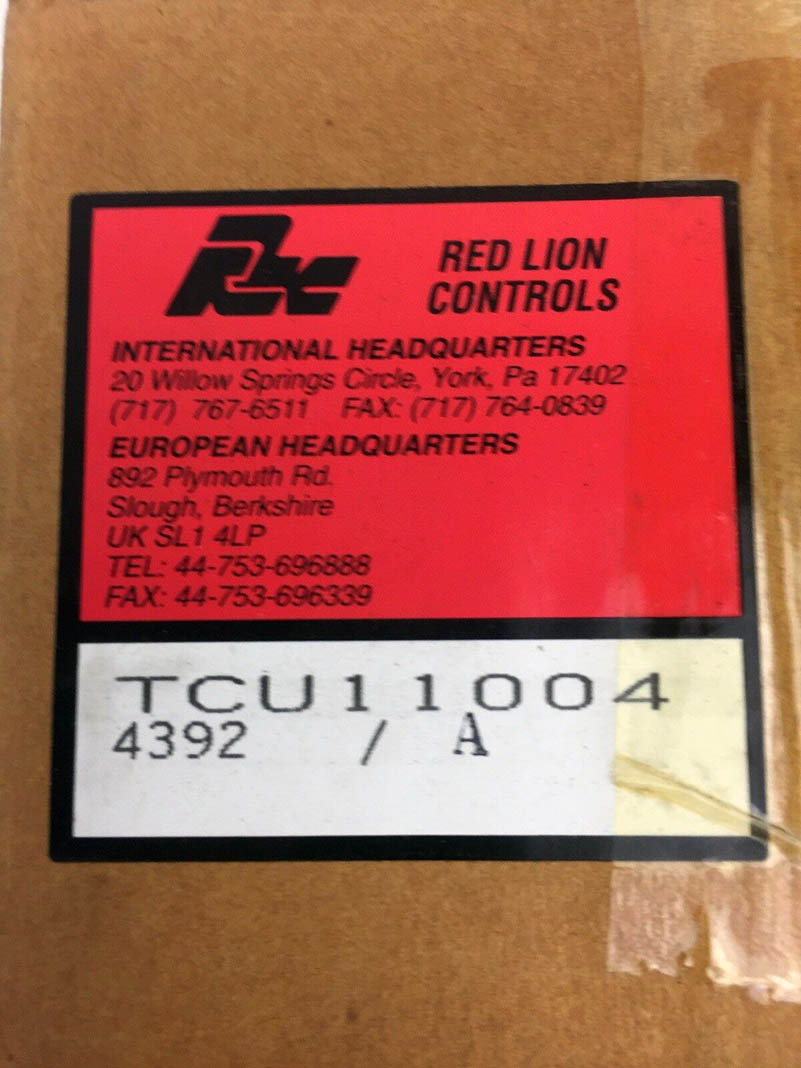 RLC RED LION
CONTROLS
INTERNATIONAL HEADQUARTERS
20 Willow Springs Circle, York, Pa 17402
(717) 767-6511 FAX: (717) 764-0839
EUROPEAN HEADQUARTERS
892 Plymouth Rd.
Slough, Berkshire
UK SL1 4LP
TEL: 44-753-696888
FAX: 44-753-696339
TCU11004
4392 / A